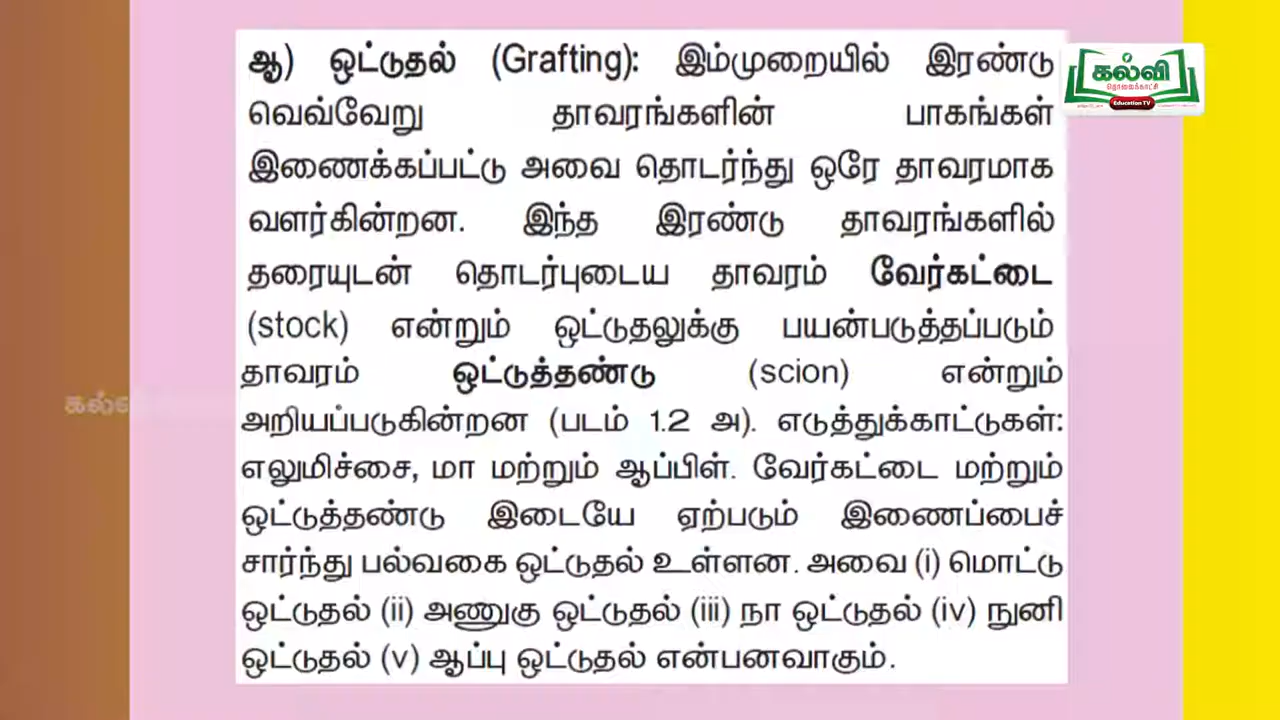 ஆ) ஒட்டுதல் (Grafting): இம்முறையில் இரண்டு
வெவ்வேறு தாவரங்களின் பாகங்கள்
இணைக்கப்பட்டு அவை தொடர்ந்து ஒரே தாவரமாக
வளர்கின்றன. இந்த இரண்டு தாவரங்களில்
தரையுடன் தொடர்புடைய தாவரம் வேர்கட்டை
(stock) என்றும் ஒட்டுதலுக்கு பயன்படுத்தப்படும்
தாவரம் ஒட்டுத்தண்டு (scion) என்றும்
அறியப்படுகின்றன (படம் 1.2 அ). எடுத்துக்காட்டுகள்:
எலுமிச்சை, மா மற்றும் ஆப்பிள். வேர்கட்டை மற்றும்
ஒட்டுத்தண்டு இடையே ஏற்படும் இணைப்பைச்
சார்ந்து பல்வகை ஒட்டுதல் உள்ளன. அவை (i) மொட்டு
ஒட்டுதல் (ii) அணுகு ஒட்டுதல் (iii) நா ஒட்டுதல் (iv) நுனி
ஒட்டுதல் (v) ஆப்பு ஒட்டுதல் என்பனவாகும்.
கல்வி
தொலைக்காட்சி
Education TV